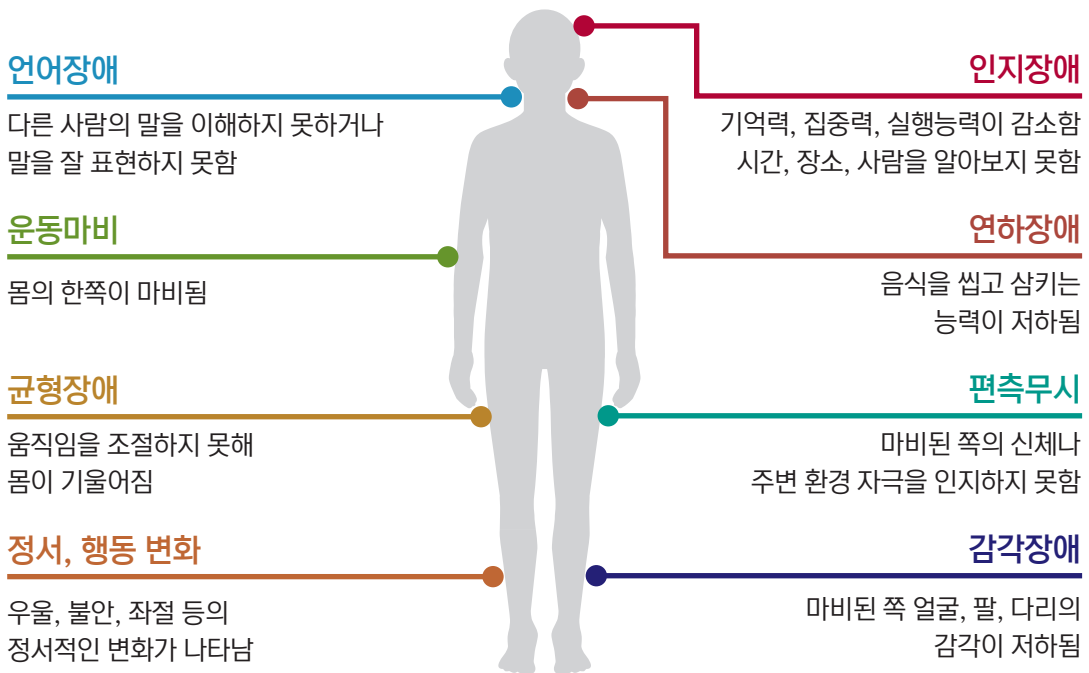 언어장애
다른 사람의 말을 이해하지 못하거나
말을 잘 표현하지 못함
운동마비
몸의 한쪽이 마비됨
균형장애
움직임을 조절하지 못해
몸이 기울어짐
정서, 행동 변화
우울, 불안, 좌절 등의
정서적인 변화가 나타남
인지장애
기억력, 집중력, 실행능력이 감소함
시간, 장소, 사람을 알아보지 못함
연하장애
음식을 씹고 삼키는
능력이 저하됨
편측무시
마비된 쪽의 신체나
주변 환경 자극을 인지하지 못함
감각장애
마비된 쪽 얼굴, 팔, 다리의
감각이 저하됨